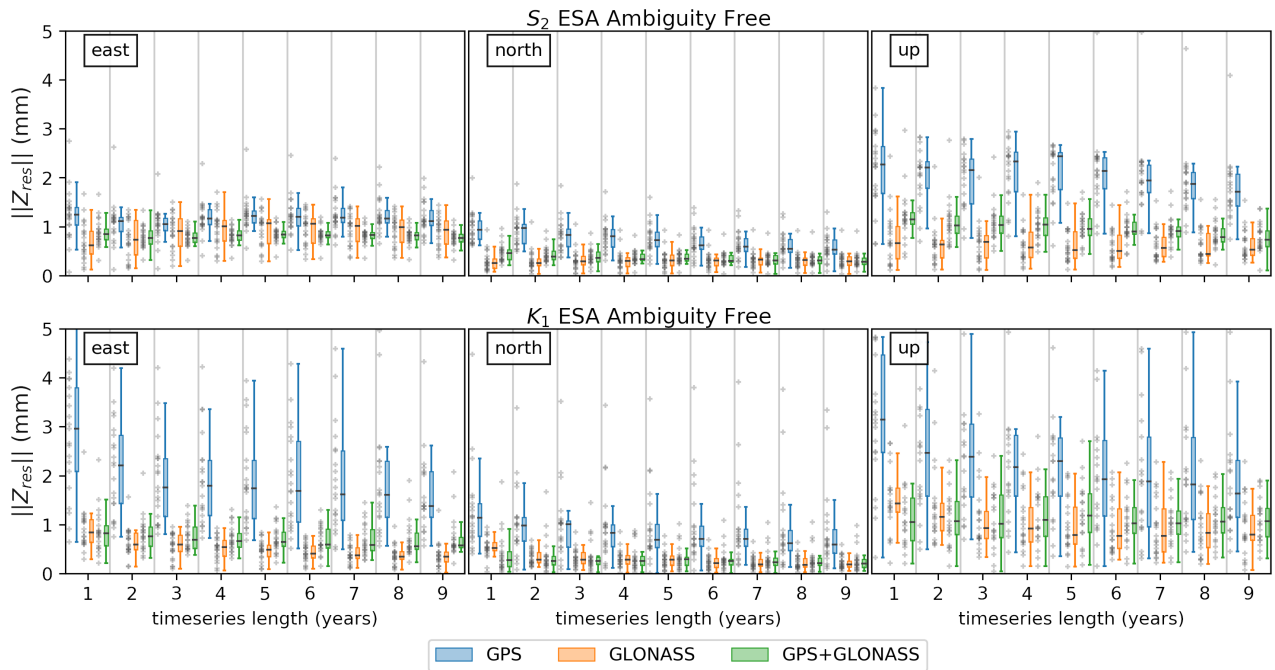 S₂ ESA Ambiguity Free
||Z_res|| (mm)
5
4
3
2
1
0
east
north
up
K₁ ESA Ambiguity Free
||Z_res|| (mm)
5
4
3
2
1
0
east
north
up
1 2 3 4 5 6 7 8 9
1 2 3 4 5 6 7 8 9
1 2 3 4 5 6 7 8 9
timeseries length (years)
timeseries length (years)
timeseries length (years)
GPS GLONASS GPS+GLONASS